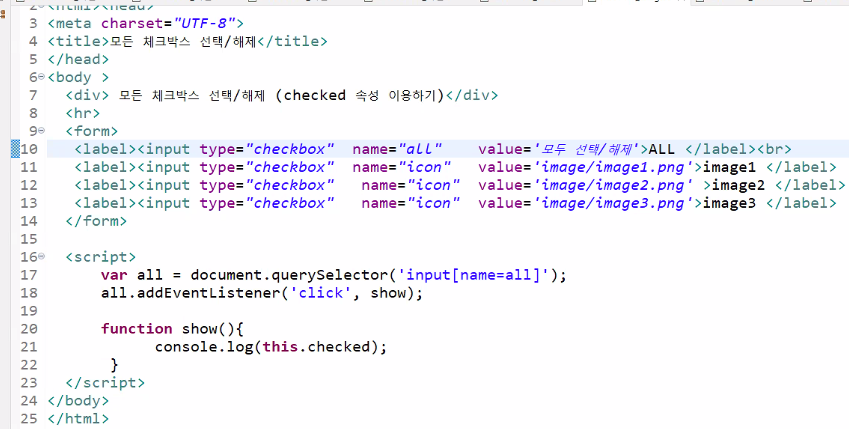 2 <html><head>
3 <meta charset="UTF-8">
4 <title>모든 체크박스 선택/해제</title>
5 </head>
6 <body >
7 <div> 모든 체크박스 선택/해제 (checked 속성 이용하기)</div>
8 <hr>
9 <form>
10 <label><input type="checkbox"  name="all"    value='모두 선택/해제'>ALL </label><br>
11 <label><input type="checkbox"  name="icon"   value='image/image1.png'>image1 </label>
12 <label><input type="checkbox"   name="icon"  value='image/image2.png' >image2 </label>
13 <label><input type="checkbox"   name="icon"  value='image/image3.png'>image3 </label>
14 </form>
15
16 <script>
17 var all = document.querySelector('input[name=all]');
18 all.addEventListener('click', show);
19
20 function show(){
21 console.log(this.checked);
22 }
23 </script>
24 </body>
25 </html>